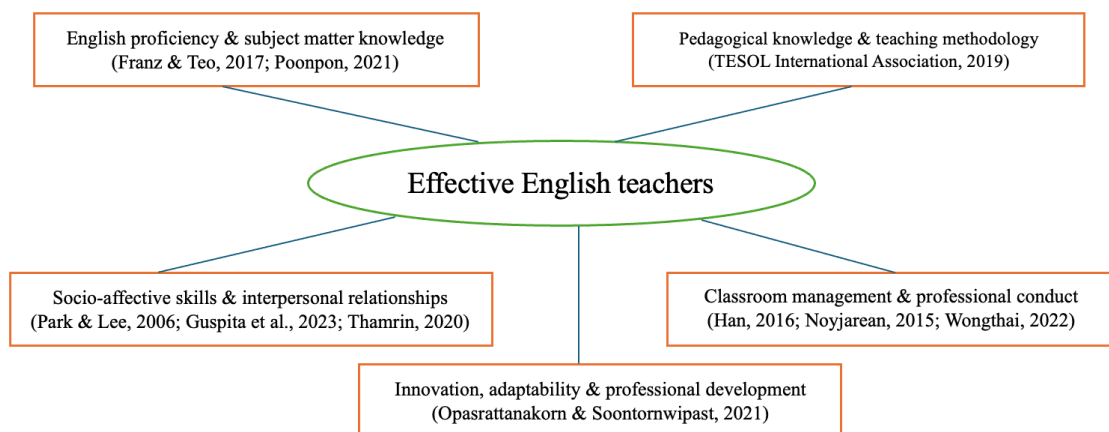 English proficiency & subject matter knowledge
(Franz & Teo, 2017; Poonpon, 2021)
Pedagogical knowledge & teaching methodology
(TESOL International Association, 2019)
Effective English teachers
Socio-affective skills & interpersonal relationships
(Park & Lee, 2006; Guspita et al., 2023; Thamrin, 2020)
Classroom management & professional conduct
(Han, 2016; Noyjarean, 2015; Wongthai, 2022)
Innovation, adaptability & professional development
(Opasrattanakorn & Soontornwipast, 2021)